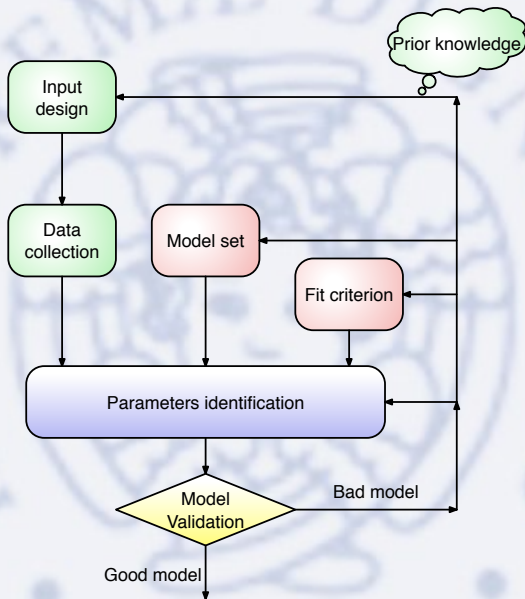 Prior knowledge
Input
design
Data
collection
Model set
Fit criterion
Parameters identification
Model
Validation
Bad model
Good model